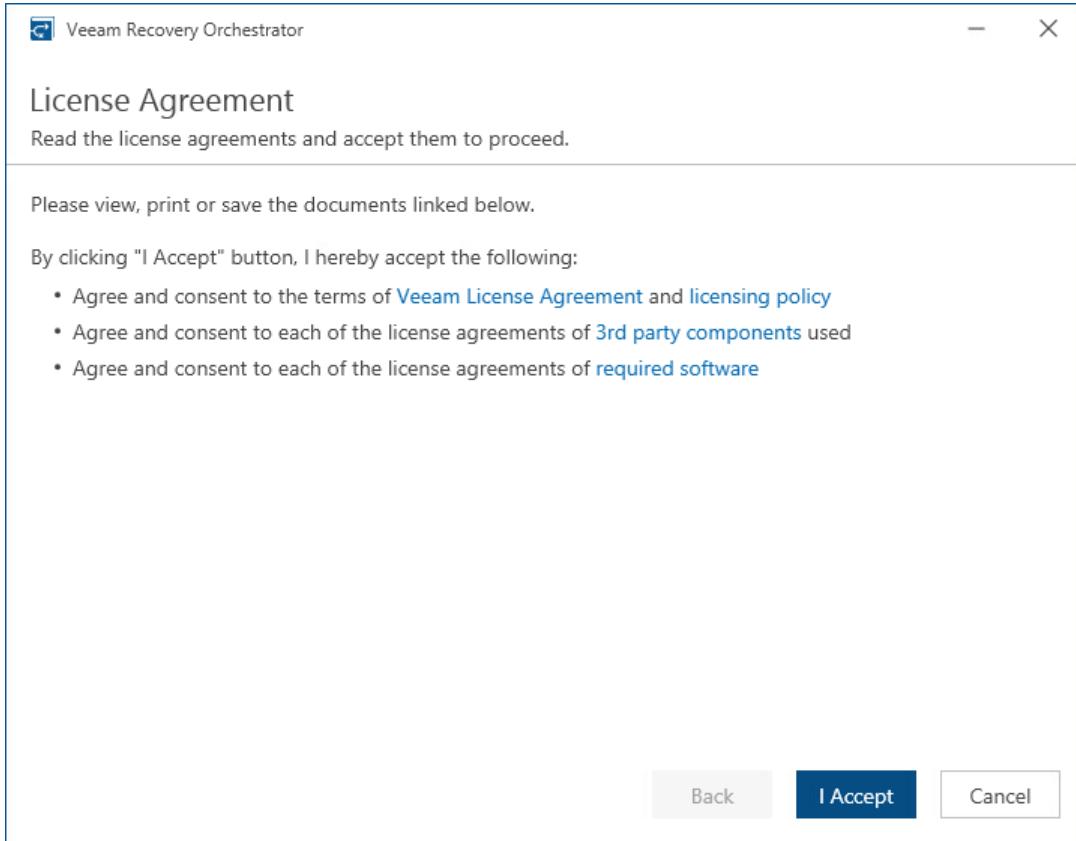 Veeam Recovery Orchestrator
License Agreement
Read the license agreements and accept them to proceed.
Please view, print or save the documents linked below.
By clicking "I Accept" button, I hereby accept the following:
• Agree and consent to the terms of Veeam License Agreement and licensing policy
• Agree and consent to each of the license agreements of 3rd party components used
• Agree and consent to each of the license agreements of required software
Back I Accept Cancel